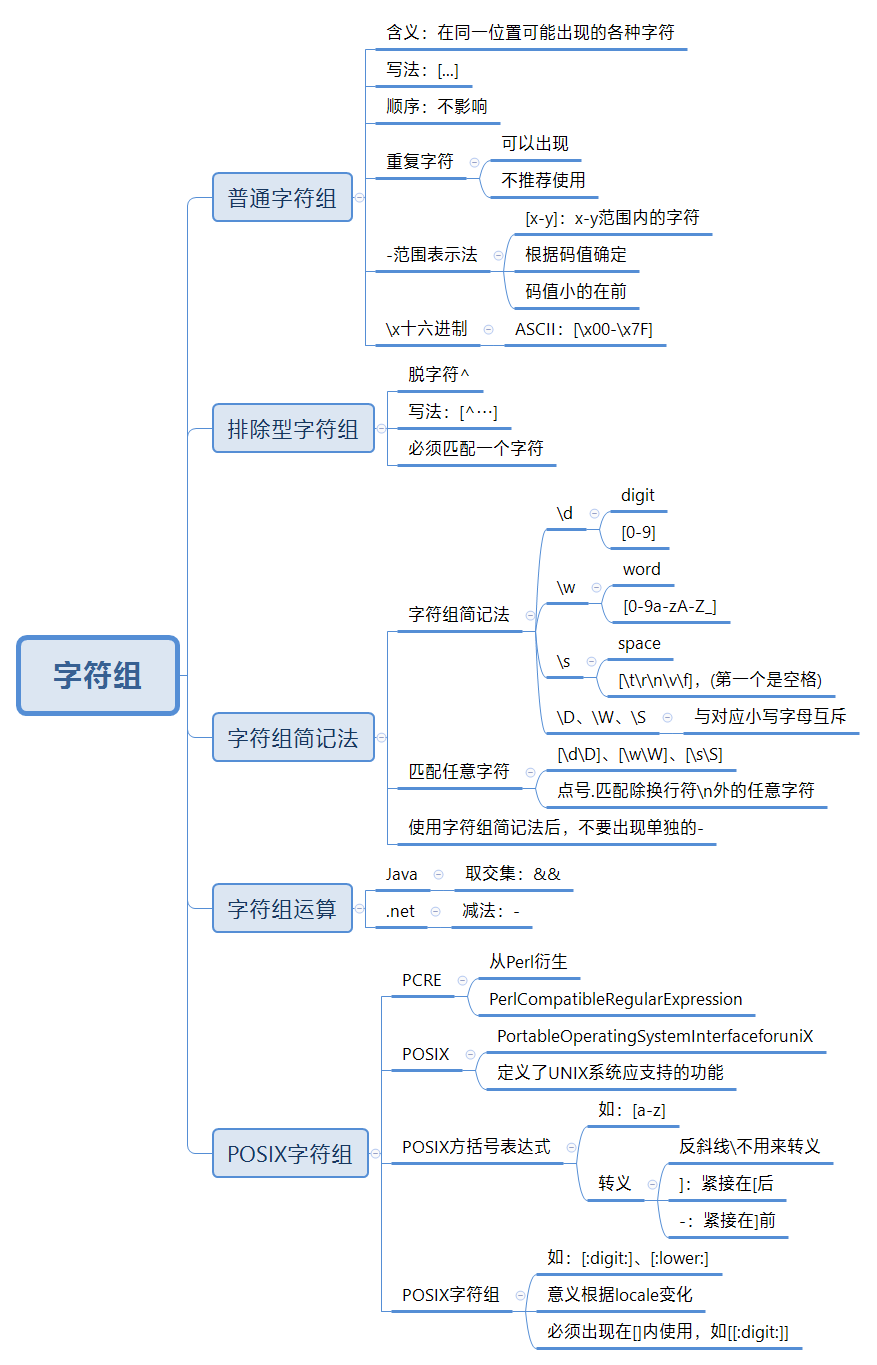 字符组
普通字符组
含义：在同一位置可能出现的各种字符
写法：[...]
顺序：不影响
重复字符
可以出现
不推荐使用
-范围表示法
[x-y]：x-y范围内的字符
根据码值确定
码值小的在前
\x十六进制
ASCII：[\x00-\x7F]
排除型字符组
脱字符^
写法：[^…]
必须匹配一个字符
字符组简记法
字符组简记法
\d
digit
[0-9]
\w
word
[0-9a-zA-Z_]
\s
space
[\t\r\n\v\f]，(第一个是空格)
\D、\W、\S
与对应小写字母互斥
匹配任意字符
[\d\D]、[\w\W]、[\s\S]
点号.匹配除换行符\n外的任意字符
使用字符组简记法后，不要出现单独的-
字符组运算
Java
取交集：&&
.net
减法：-
POSIX字符组
PCRE
从Perl衍生
PerlCompatibleRegularExpression
POSIX
PortableOperatingSystemInterfaceforuniX
定义了UNIX系统应支持的功能
POSIX方括号表达式
如：[a-z]
转义
反斜线\不用来转义
]：紧接在[后
-：紧接在]前
POSIX字符组
如：[:digit:]、[:lower:]
意义根据locale变化
必须出现在[]内使用，如[[:digit:]]